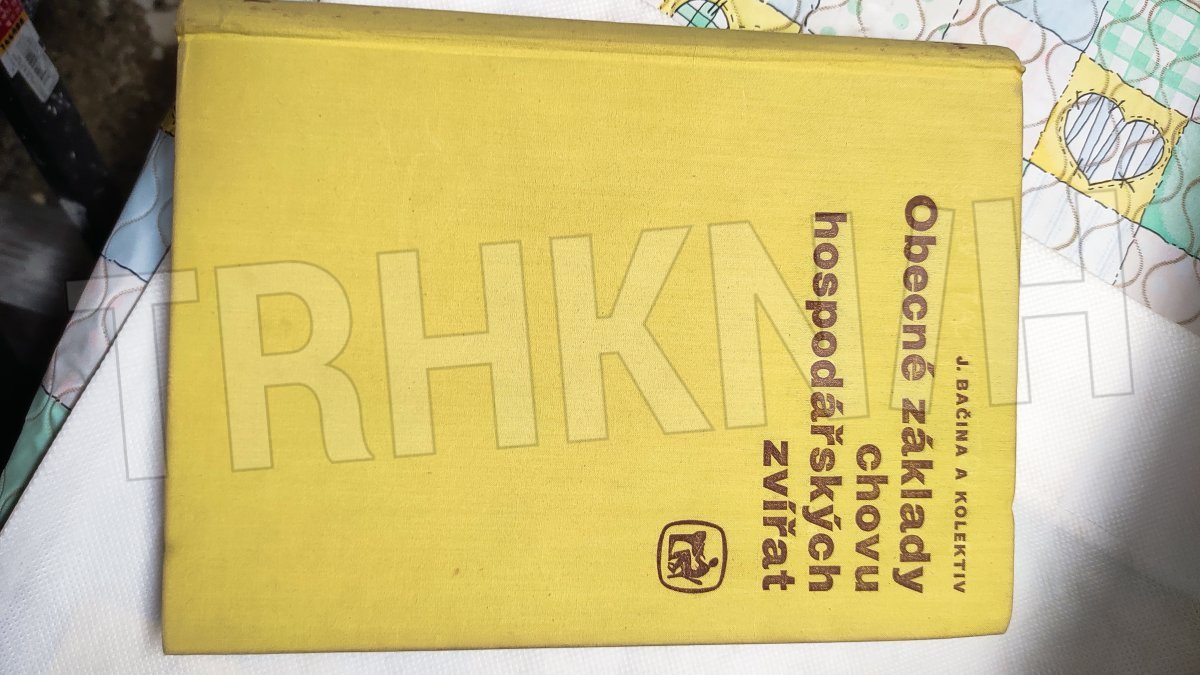 J. BAČINA A KOLEKTIV
Obecné základy
chovu
hospodářských
zvířat
TRHKNIH